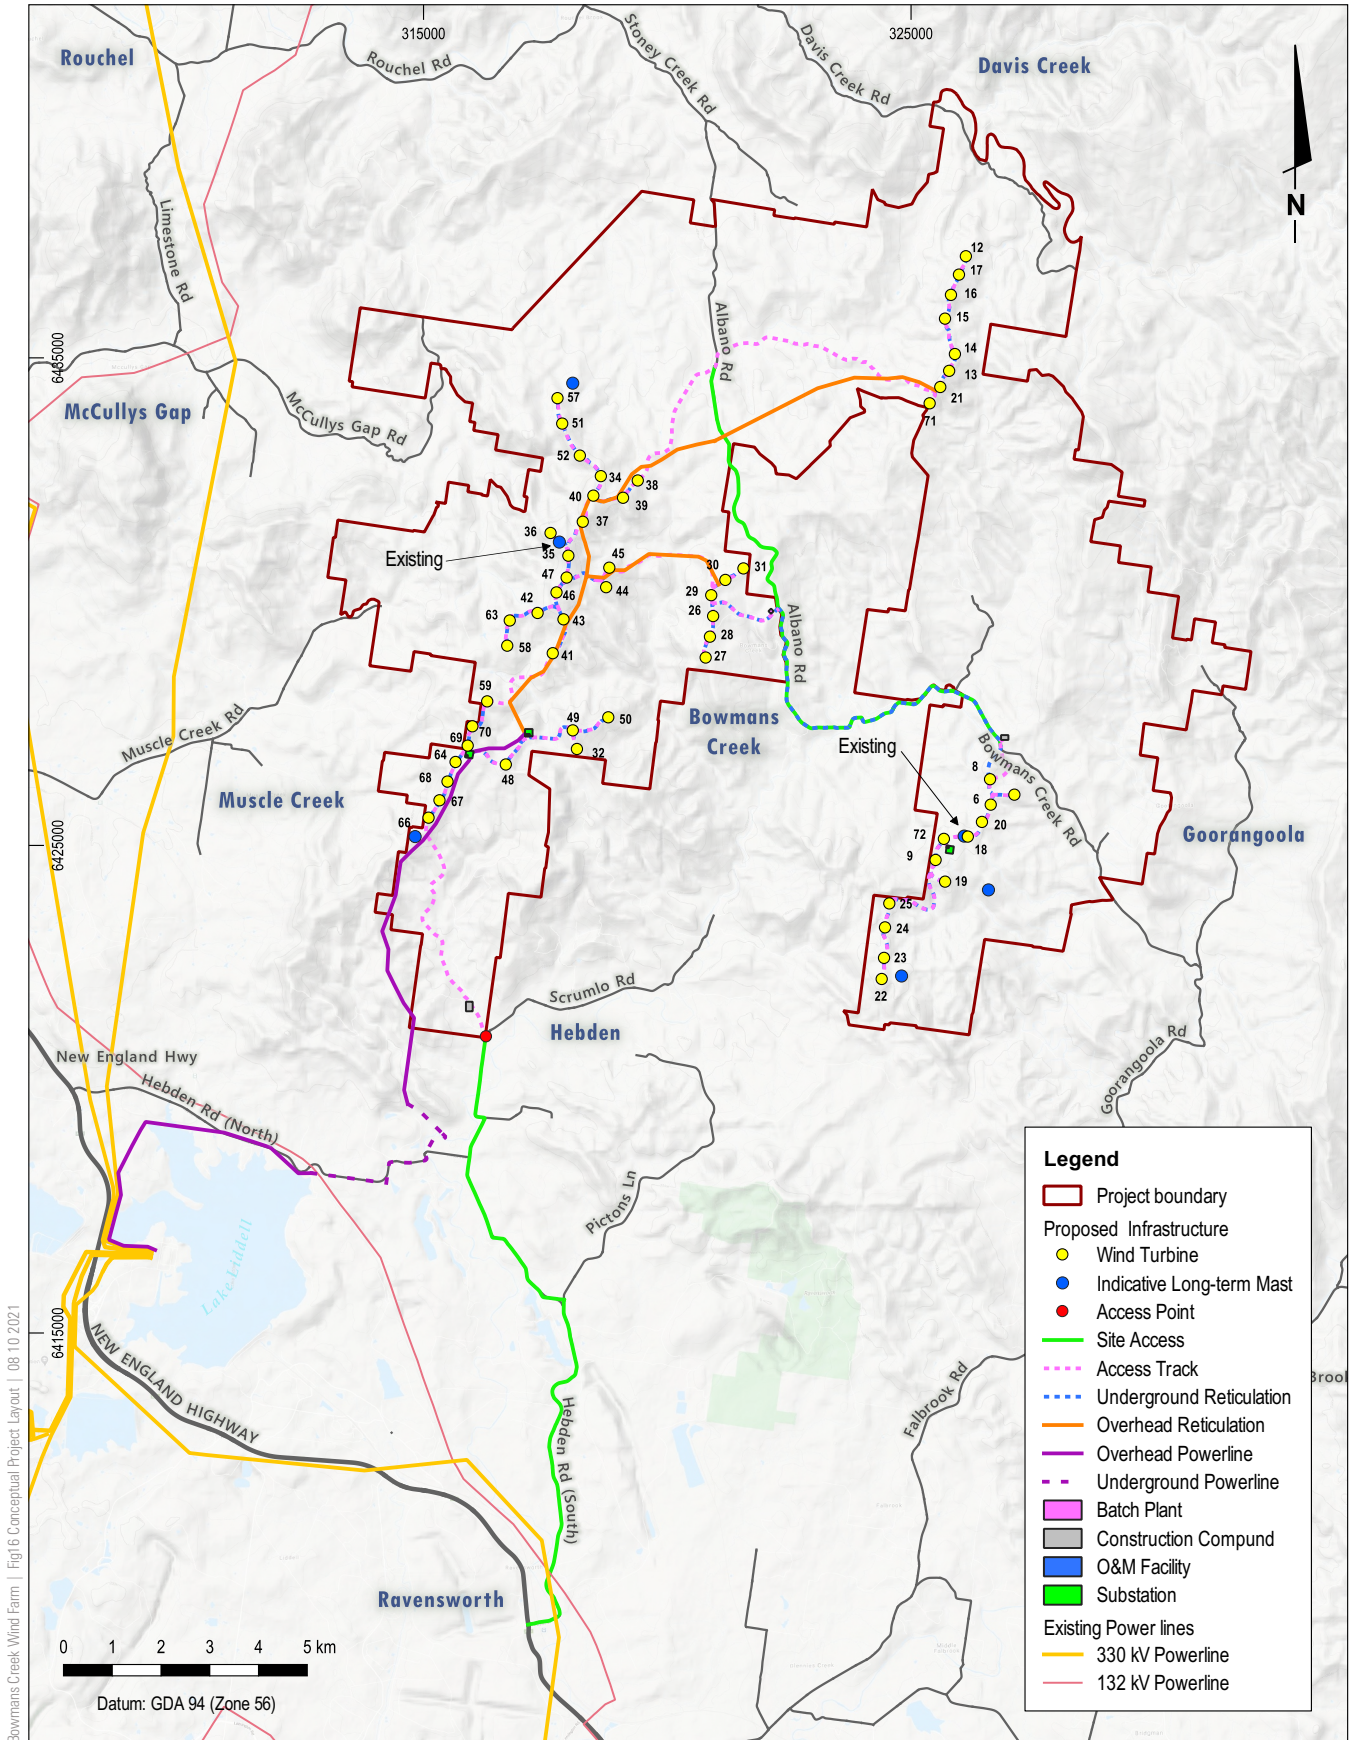 315000
325000
Rouchel
Rouchel Rd
Stoney Creek Rd
Davis Creek Rd
Davis Creek
N
Limestone Rd
12
17
16
15
14
13
21
71
Albano Rd
6485000
McCullys Gap
McCullys Gap Rd
57
51
52
34
38
40
39
37
36
Existing
35
45
47
44
46
30
31
29
42
63
43
26
58
28
41
27
Albano Rd
59
Muscle Creek Rd
70
49
50
69
32
64
48
68
67
66
Bowmans
Creek
Existing
Bowmans Creek Rd
8
6
20
72
18
9
19
25
24
23
22
Muscle Creek
Goorangoola
6425000
Scrumlo Rd
Hebden
New England Hwy
Hebden Rd (North)
Goorangoola Rd
Pictons Ln
Lake Liddell
6415000
NEW ENGLAND HIGHWAY
Hebden Rd (South)
Falbrook Rd
Ravensworth
Legend
Project boundary
Proposed Infrastructure
Wind Turbine
Indicative Long-term Mast
Access Point
Site Access
Access Track
Underground Reticulation
Overhead Reticulation
Overhead Powerline
Underground Powerline
Batch Plant
Construction Compund
O&M Facility
Substation
Existing Power lines
330 kV Powerline
132 kV Powerline
0 1 2 3 4 5 km
Datum: GDA 94 (Zone 56)
Bowmans Creek Wind Farm | Fig16 Conceptual Project Layout | 08 10 2021